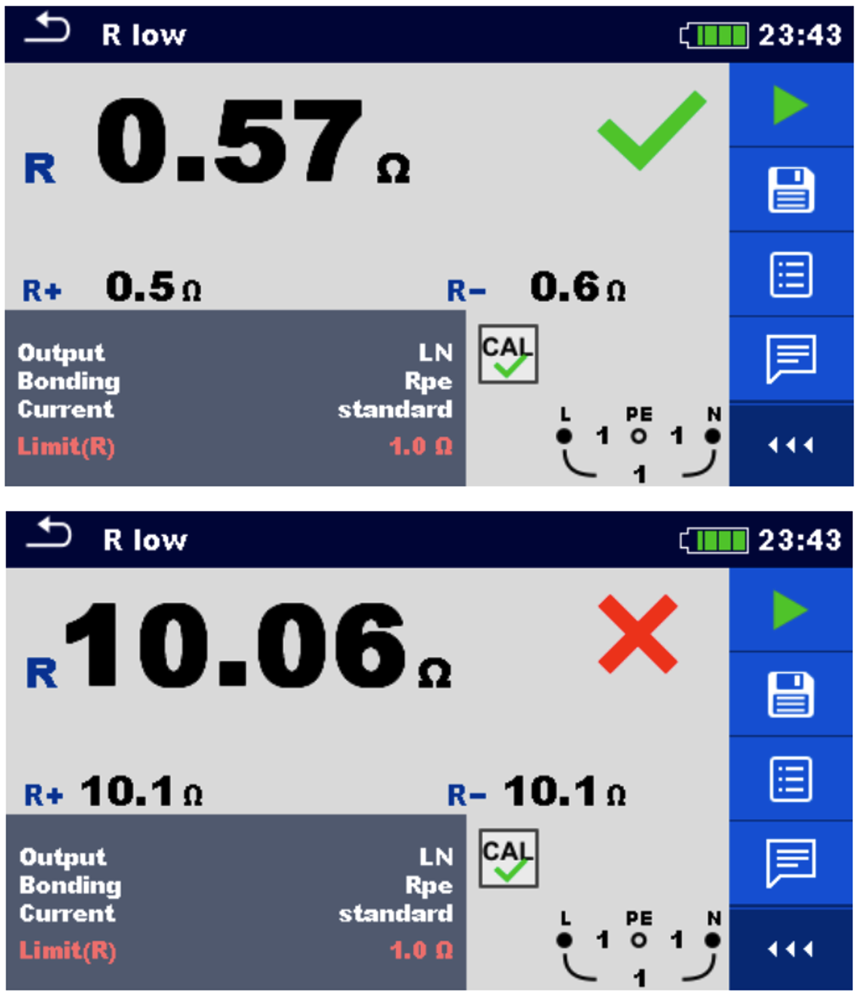 R low 23:43
R 0.57 Ω
R+ 0.5 Ω R- 0.6 Ω
Output LN
Bonding Rpe
Current standard
Limit(R) 1.0 Ω
CAL
L PE N
1 1
1
R low 23:43
R 10.06 Ω
R+ 10.1 Ω R- 10.1 Ω
Output LN
Bonding Rpe
Current standard
Limit(R) 1.0 Ω
CAL
L PE N
1 1
1